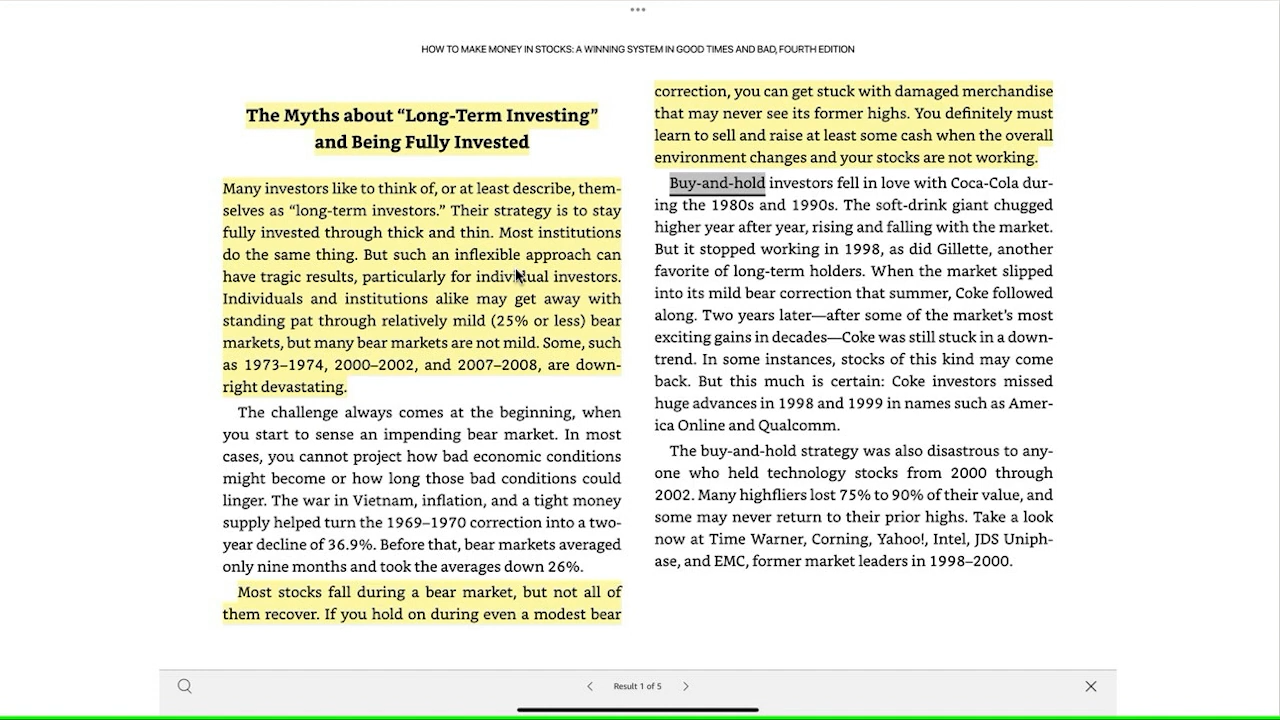 HOW TO MAKE MONEY IN STOCKS: A WINNING SYSTEM IN GOOD TIMES AND BAD, FOURTH EDITION
The Myths about “Long-Term Investing”
and Being Fully Invested
Many investors like to think of, or at least describe, them-
selves as “long-term investors.” Their strategy is to stay
fully invested through thick and thin. Most institutions
do the same thing. But such an inflexible approach can
have tragic results, particularly for individual investors.
Individuals and institutions alike may get away with
standing pat through relatively mild (25% or less) bear
markets, but many bear markets are not mild. Some, such
as 1973–1974, 2000–2002, and 2007–2008, are down-
right devastating.
The challenge always comes at the beginning, when
you start to sense an impending bear market. In most
cases, you cannot project how bad economic conditions
might become or how long those bad conditions could
linger. The war in Vietnam, inflation, and a tight money
supply helped turn the 1969–1970 correction into a two-
year decline of 36.9%. Before that, bear markets averaged
only nine months and took the averages down 26%.
Most stocks fall during a bear market, but not all of
them recover. If you hold on during even a modest bear
correction, you can get stuck with damaged merchandise
that may never see its former highs. You definitely must
learn to sell and raise at least some cash when the overall
environment changes and your stocks are not working.
Buy-and-hold investors fell in love with Coca-Cola dur-
ing the 1980s and 1990s. The soft-drink giant chugged
higher year after year, rising and falling with the market.
But it stopped working in 1998, as did Gillette, another
favorite of long-term holders. When the market slipped
into its mild bear correction that summer, Coke followed
along. Two years later—after some of the market’s most
exciting gains in decades—Coke was still stuck in a down-
trend. In some instances, stocks of this kind may come
back. But this much is certain: Coke investors missed
huge advances in 1998 and 1999 in names such as Amer-
ica Online and Qualcomm.
The buy-and-hold strategy was also disastrous to any-
one who held technology stocks from 2000 through
2002. Many highfliers lost 75% to 90% of their value, and
some may never return to their prior highs. Take a look
now at Time Warner, Corning, Yahoo!, Intel, JDS Uniph-
ase, and EMC, former market leaders in 1998–2000.
Result 1 of 5